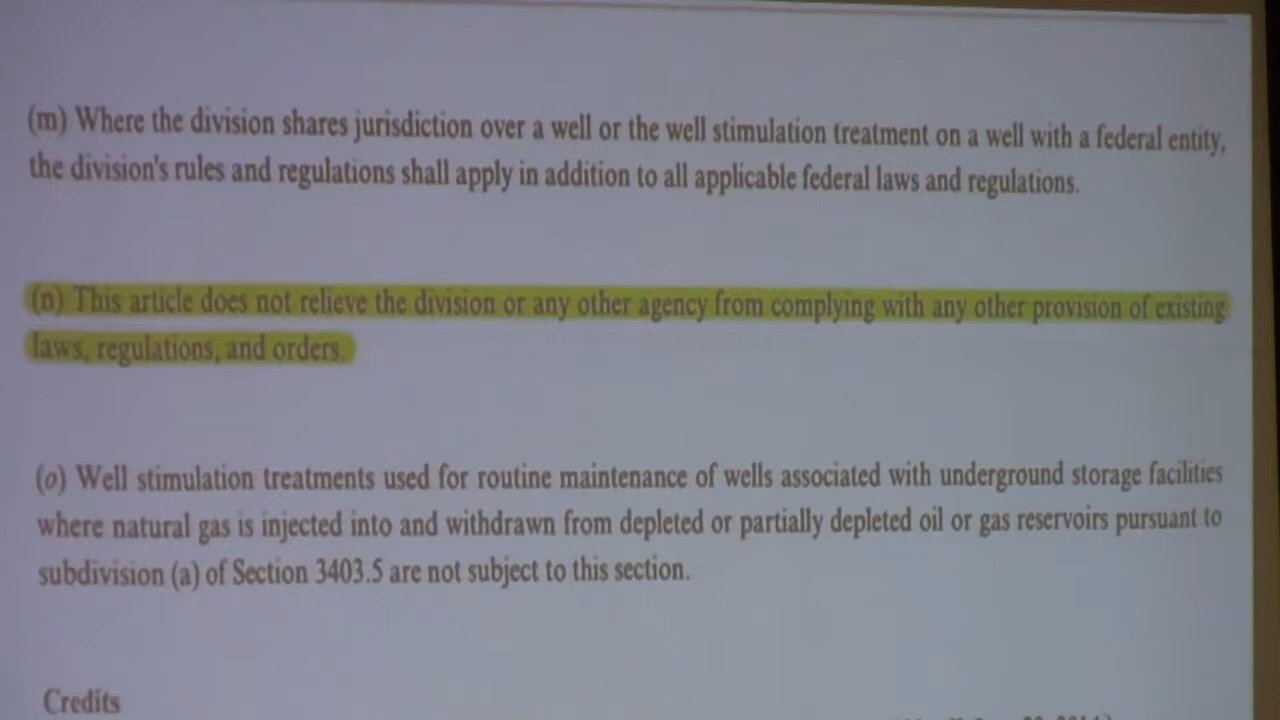 (m) Where the division shares jurisdiction over a well or the well stimulation treatment on a well with a federal entity,
the division's rules and regulations shall apply in addition to all applicable federal laws and regulations.
(n) This article does not relieve the division or any other agency from complying with any other provision of existing
laws, regulations, and orders.
(o) Well stimulation treatments used for routine maintenance of wells associated with underground storage facilities
where natural gas is injected into and withdrawn from depleted or partially depleted oil or gas reservoirs pursuant to
subdivision (a) of Section 3403.5 are not subject to this section.
Credits